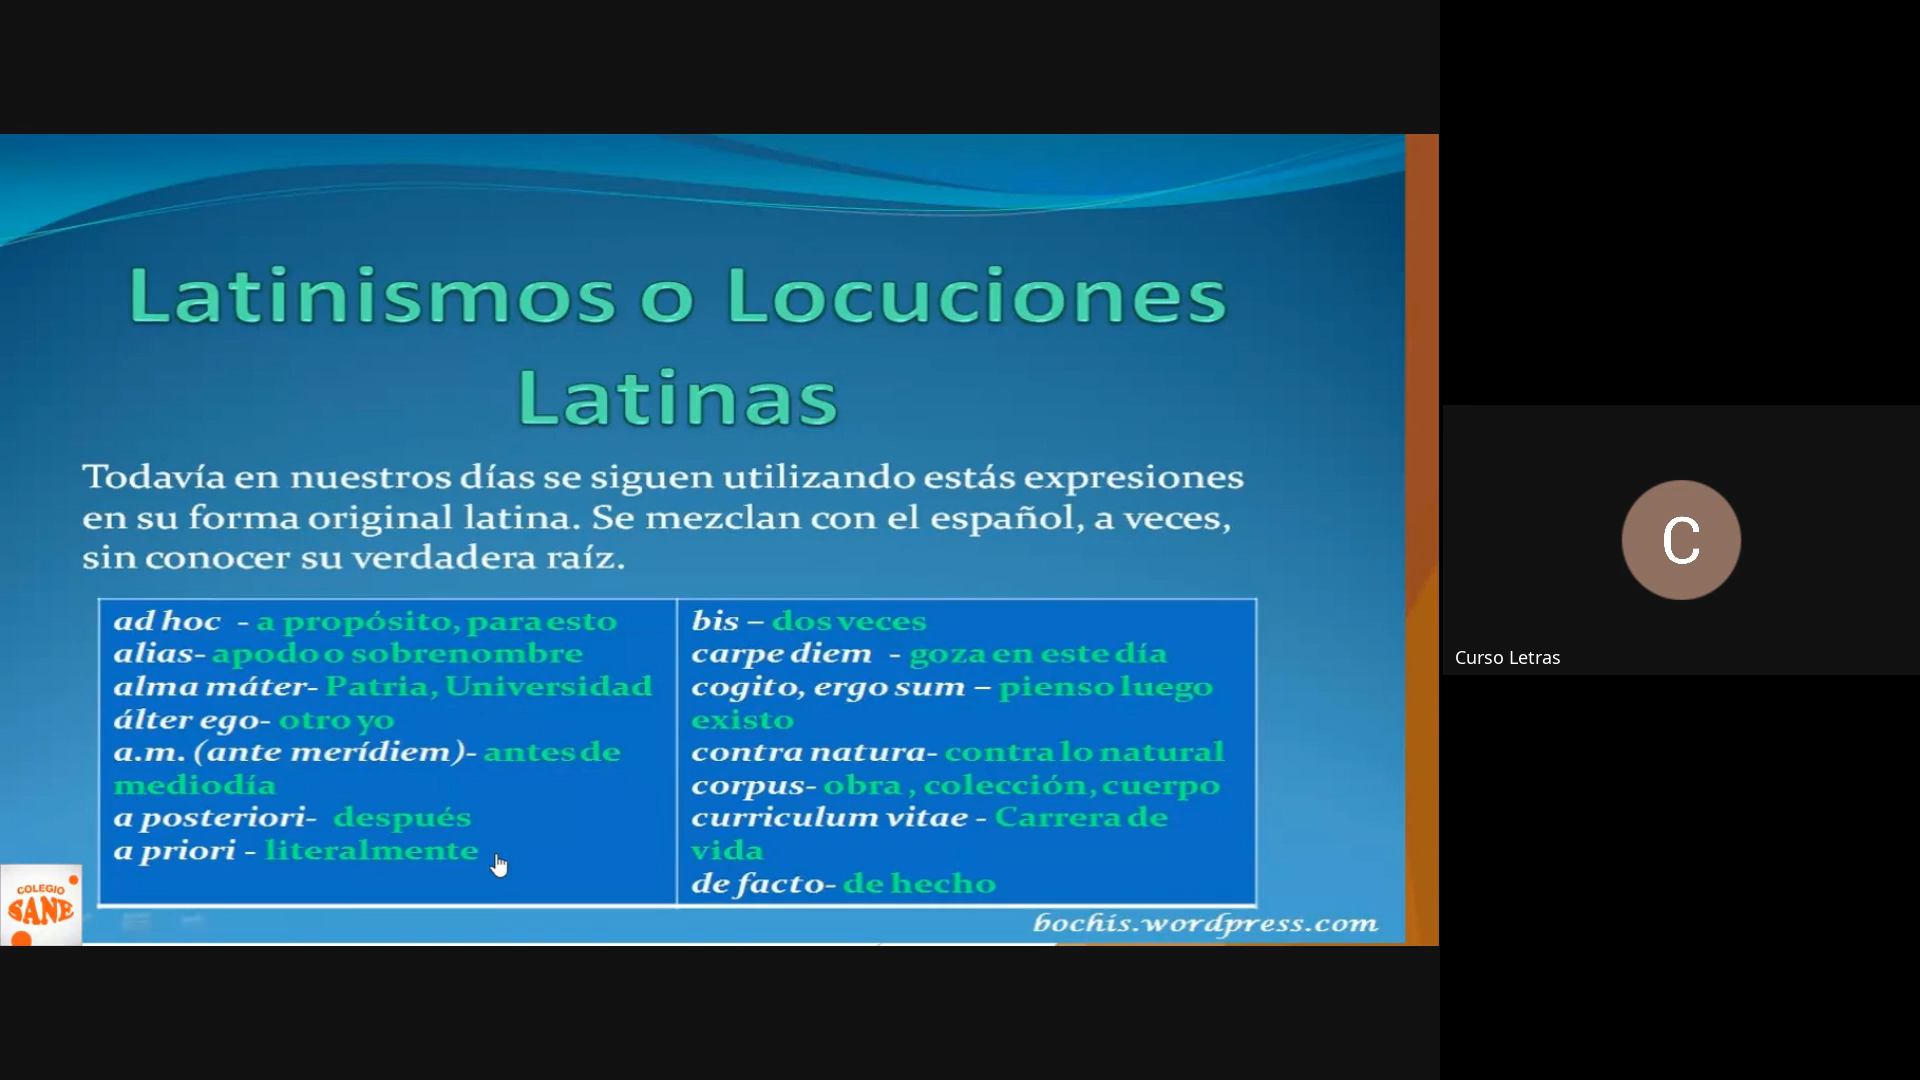 Latinismos o Locuciones
Latinas
Todavía en nuestros días se siguen utilizando estás expresiones
en su forma original latina. Se mezclan con el español, a veces,
sin conocer su verdadera raíz.
ad hoc - a propósito, para esto
alias- apodo o sobrenombre
alma máter- Patria, Universidad
álter ego- otro yo
a.m. (ante merídiem)- antes de
mediodía
a posteriori- después
a priori - literalmente
bis – dos veces
carpe diem - goza en este día
cogito, ergo sum – pienso luego
existo
contra natura- contra lo natural
corpus- obra , colección, cuerpo
curriculum vitae - Carrera de
vida
de facto- de hecho
COLEGIO
SANE
bochis.wordpress.com
C
Curso Letras